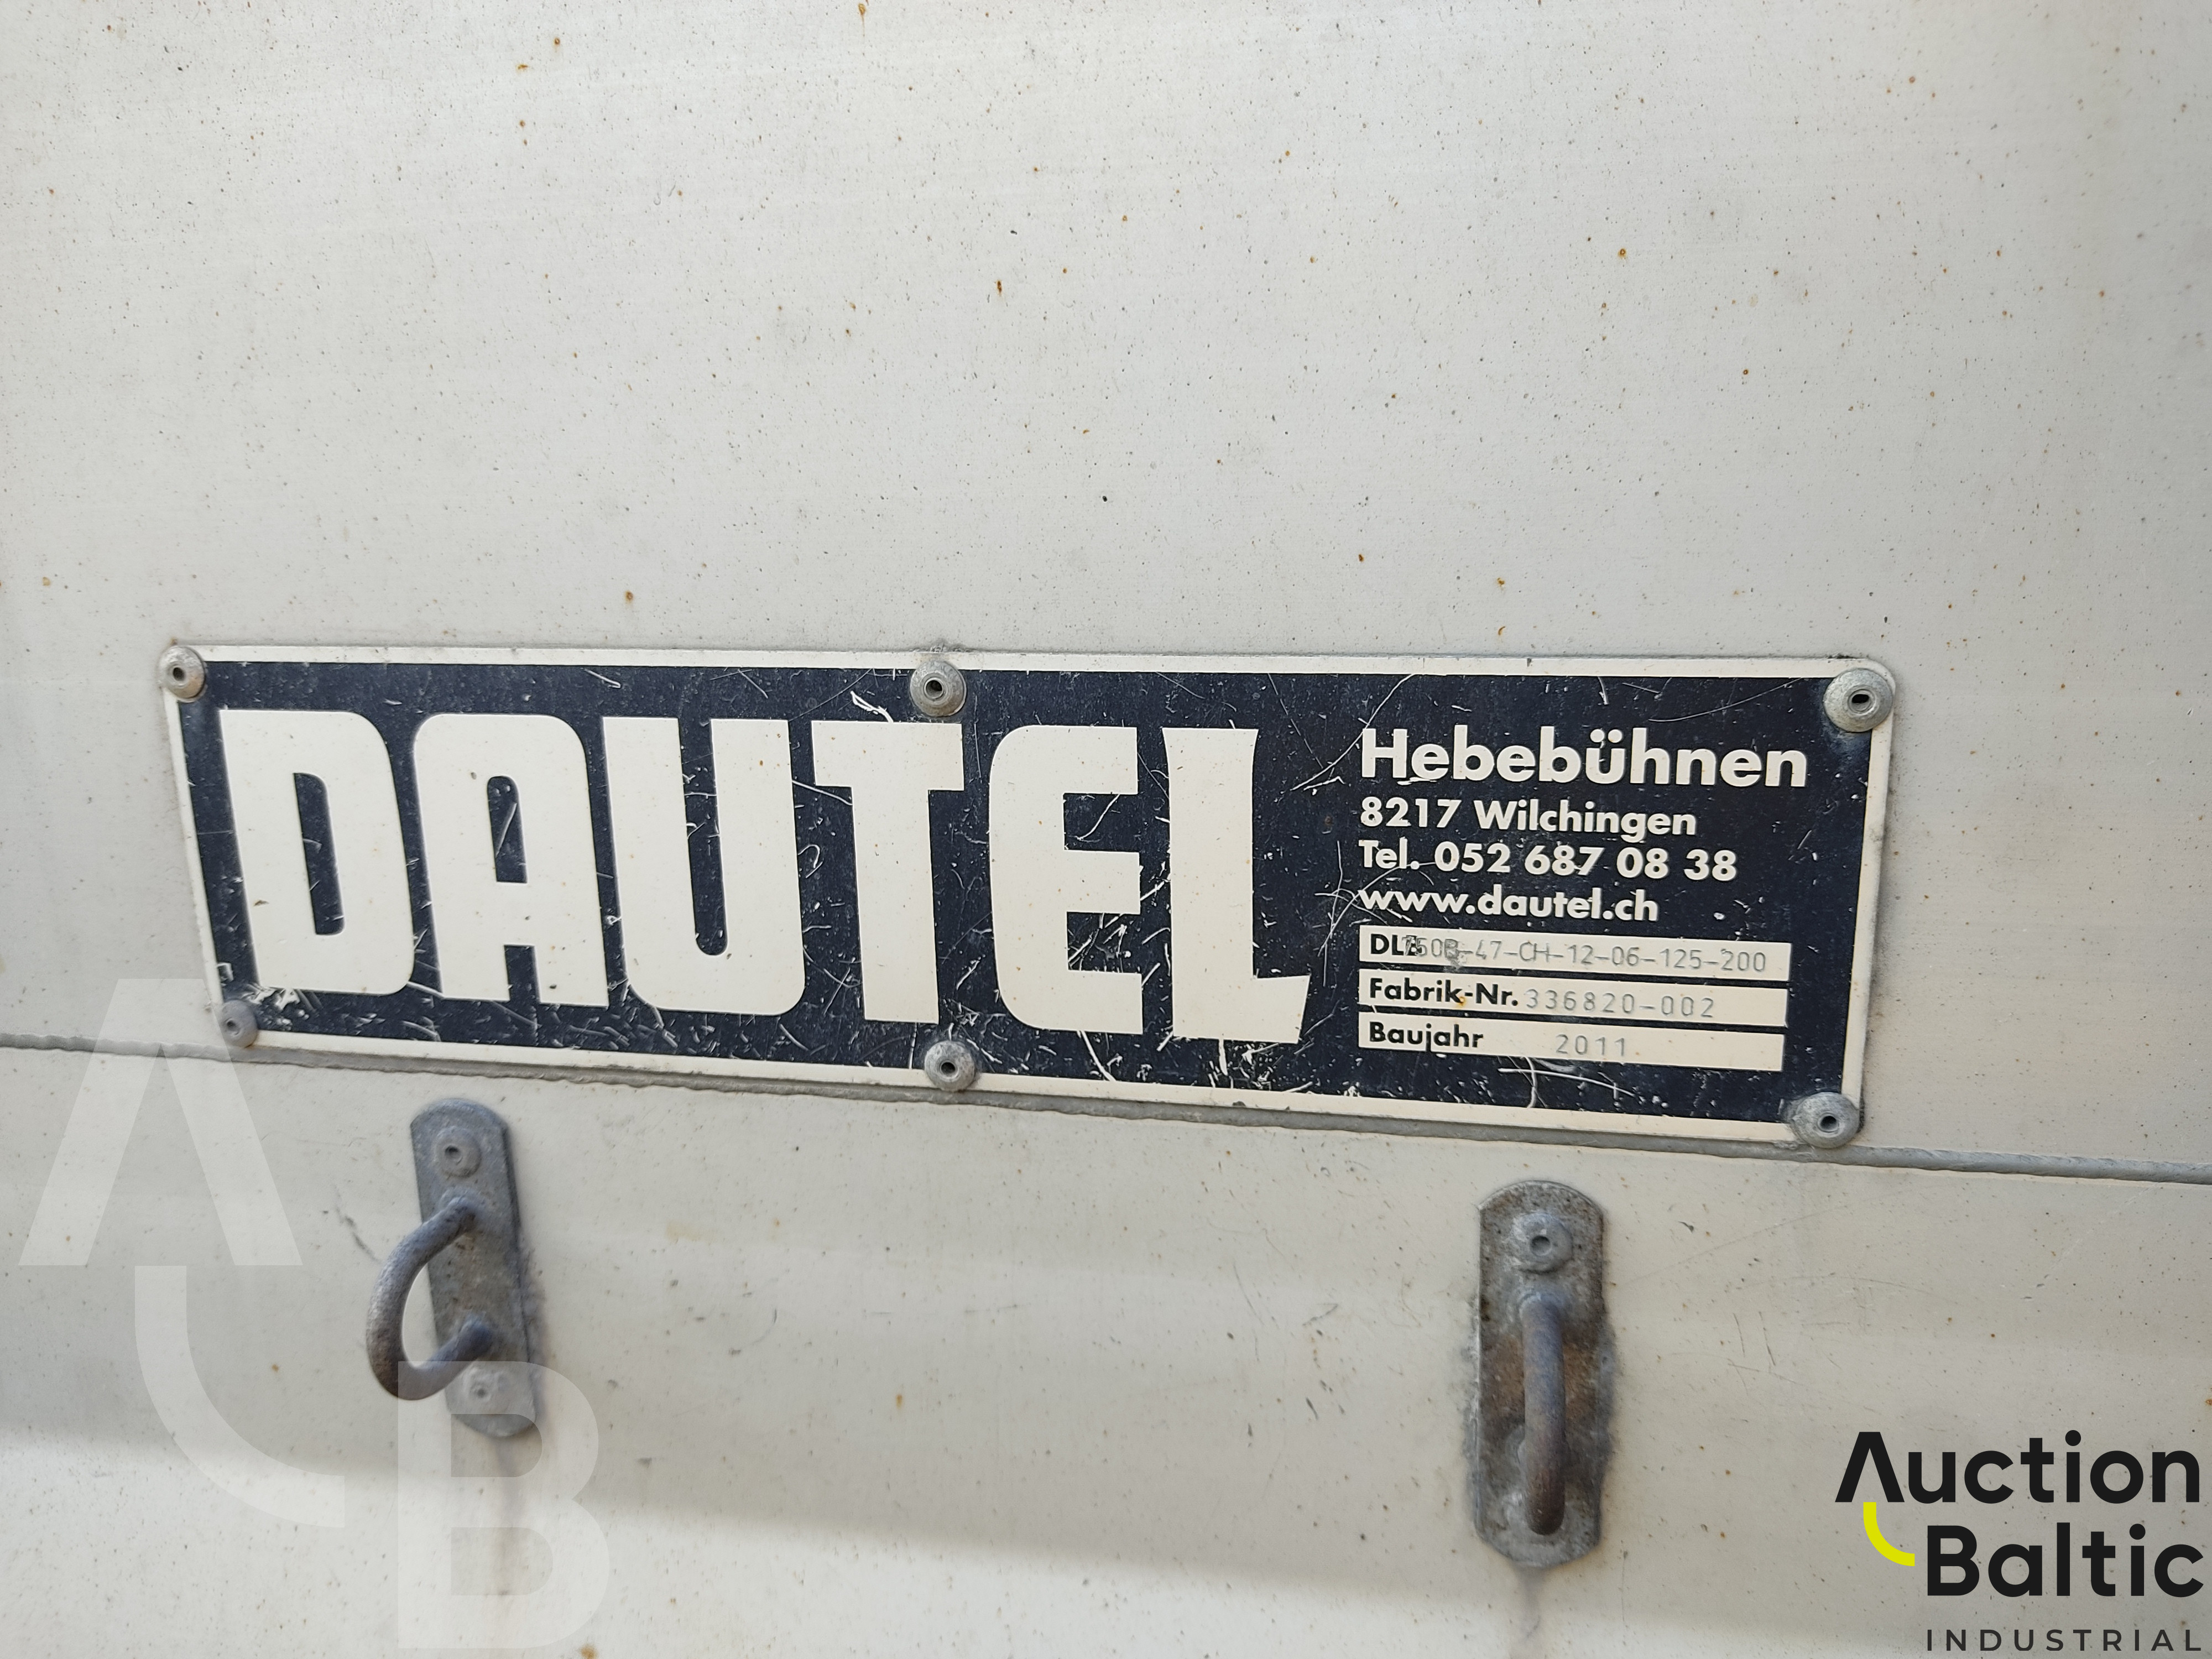 DAUTEL
Hebebühnen
8217 Wilchingen
Tel. 052 687 08 38
www.dautel.ch
-47-CH-12-06-125-200
Fabrik-Nr. 336820-002
Baujahr 2011
Auction
Baltic
INDUSTRIAL
AB